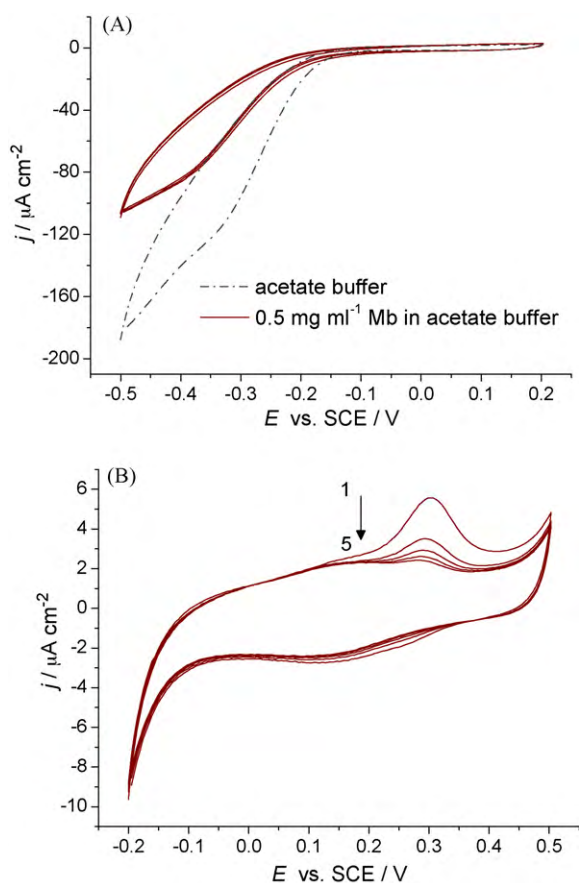 (A)
0
-40
-80
-120
-160
-200
j / μA cm⁻²
acetate buffer
0.5 mg ml⁻¹ Mb in acetate buffer
-0.5 -0.4 -0.3 -0.2 -0.1 0.0 0.1 0.2
E vs. SCE / V
(B)
6
4
2
0
-2
-4
-6
-8
-10
j / μA cm⁻²
1
5
-0.2 -0.1 0.0 0.1 0.2 0.3 0.4 0.5
E vs. SCE / V